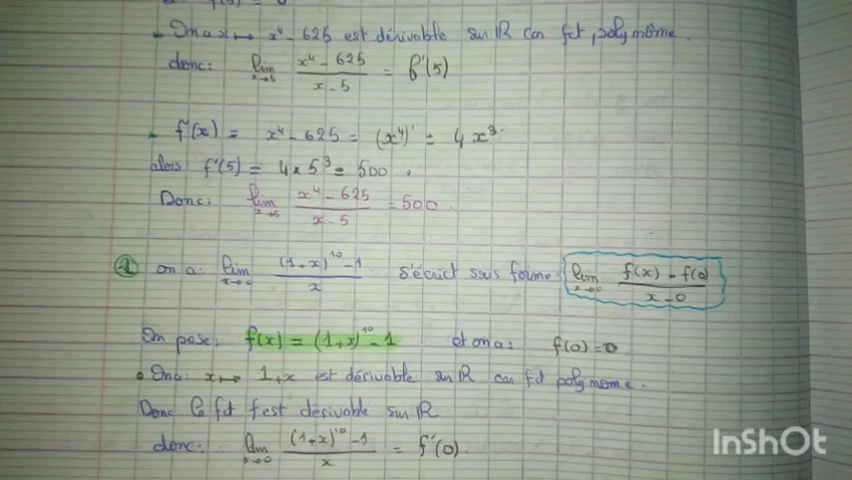 f(5) = 0
On a x ↦ x⁴ - 625 est dérivable sur ℝ car fct polynôme.
donc: lim x→5 (x⁴ - 625)/(x - 5) = f'(5)
f'(x) = x⁴ - 625 = (x⁴)' = 4x³.
alors f'(5) = 4 × 5³ = 500.
Donc: lim x→5 (x⁴ - 625)/(x - 5) = 500
② on a: lim x→0 ((1+x)¹⁰ - 1)/x s'écrit sous forme lim x→0 (f(x) - f(0))/(x - 0)
On pose: f(x) = (1+x)¹⁰ - 1 et on a: f(0) = 0
• On a: x ↦ 1+x est dérivable sur ℝ car fct polynome.
Donc la fct f est dérivable sur ℝ
donc: lim x→0 ((1+x)¹⁰ - 1)/x = f'(0)
InShOt